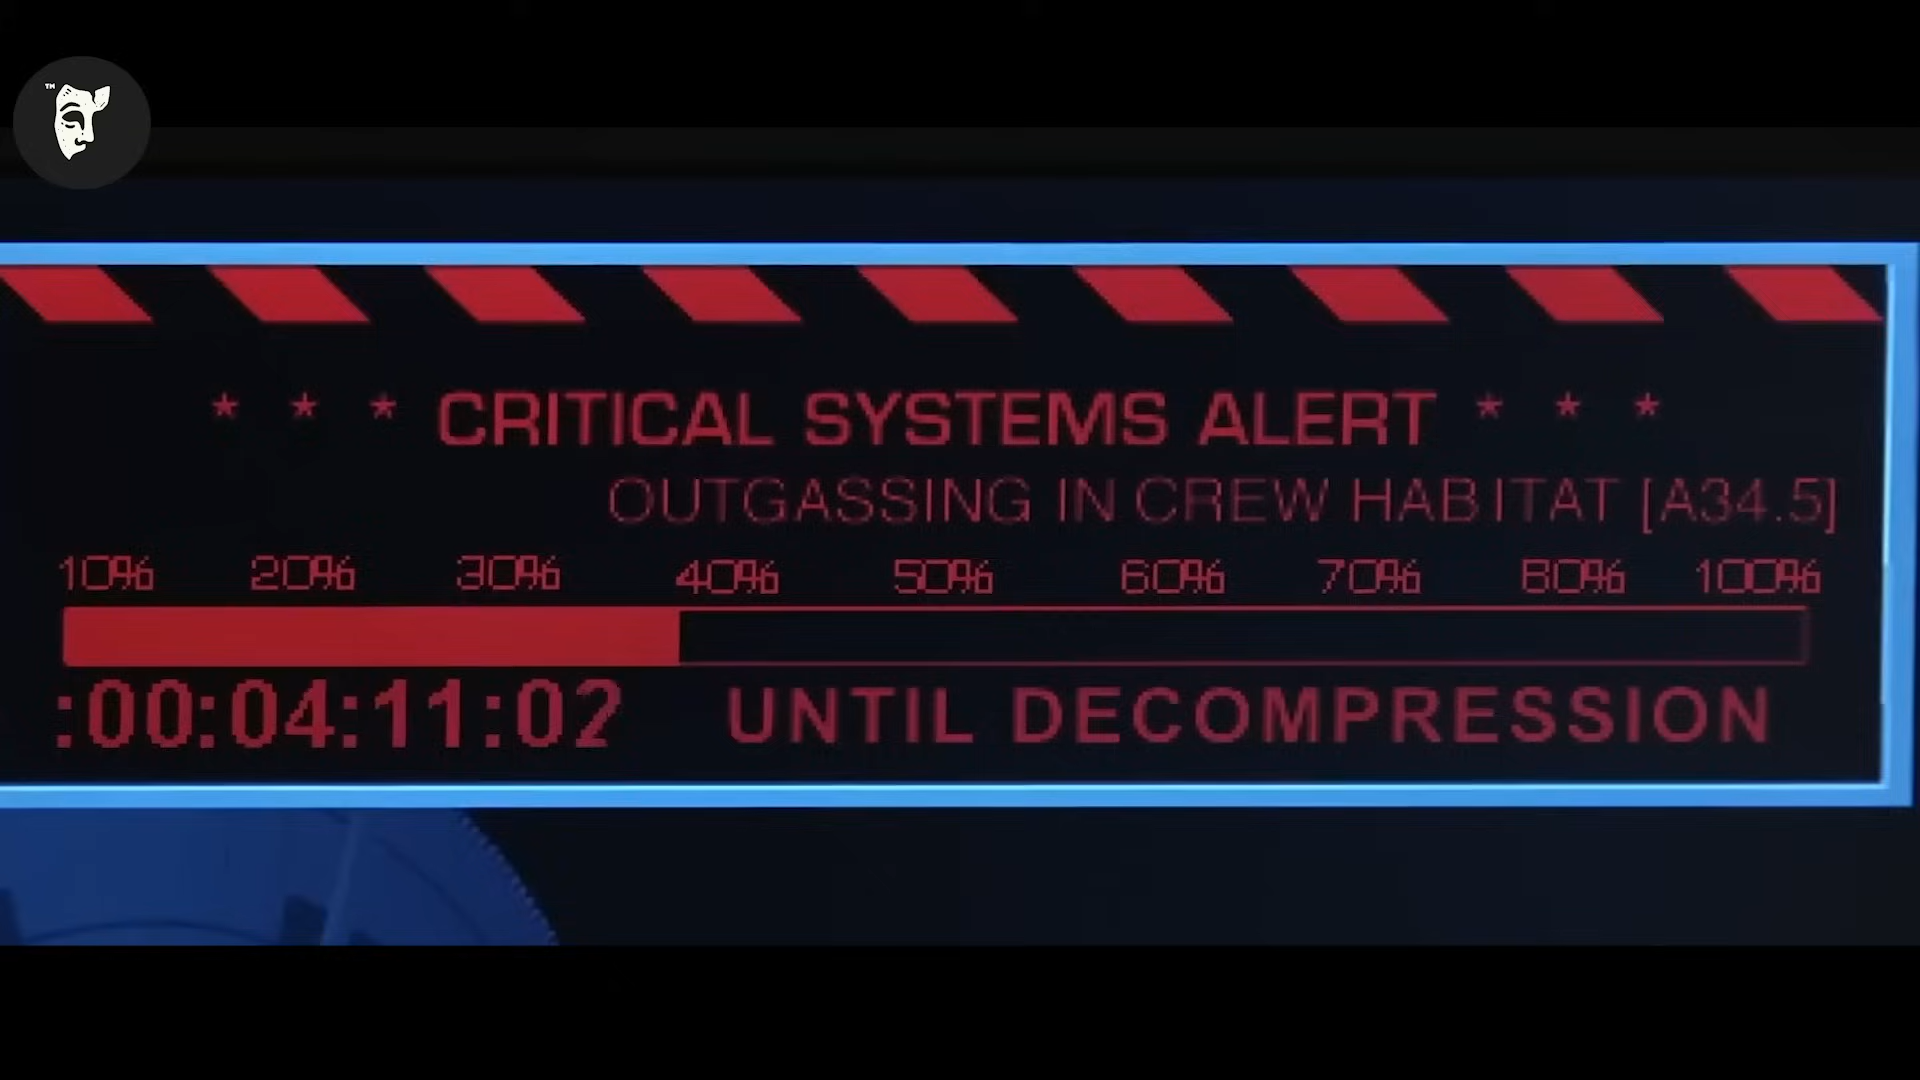 TM
* * * CRITICAL SYSTEMS ALERT * * *
OUTGASSING IN CREW HABITAT [A34.5]
10% 20% 30% 40% 50% 60% 70% 80% 100%
:00:04:11:02 UNTIL DECOMPRESSION